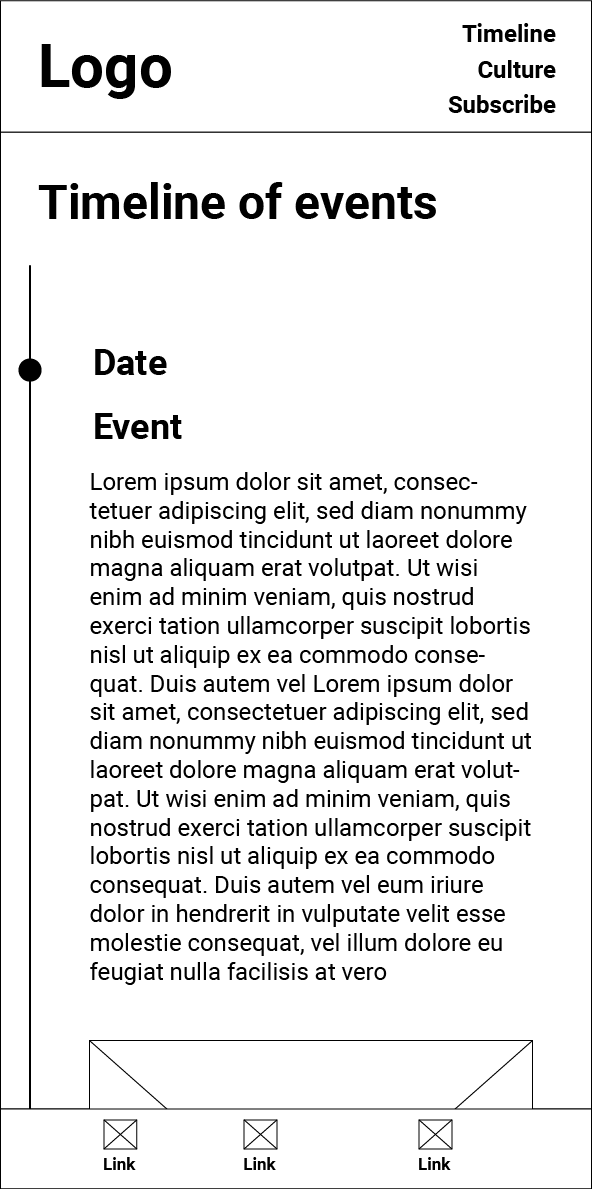 Logo
Timeline
Culture
Subscribe
Timeline of events
Date
Event
Lorem ipsum dolor sit amet, consec-
tetuer adipiscing elit, sed diam nonummy
nibh euismod tincidunt ut laoreet dolore
magna aliquam erat volutpat. Ut wisi
enim ad minim veniam, quis nostrud
exerci tation ullamcorper suscipit lobortis
nisl ut aliquip ex ea commodo conse-
quat. Duis autem vel Lorem ipsum dolor
sit amet, consectetuer adipiscing elit, sed
diam nonummy nibh euismod tincidunt ut
laoreet dolore magna aliquam erat volut-
pat. Ut wisi enim ad minim veniam, quis
nostrud exerci tation ullamcorper suscipit
lobortis nisl ut aliquip ex ea commodo
consequat. Duis autem vel eum iriure
dolor in hendrerit in vulputate velit esse
molestie consequat, vel illum dolore eu
feugiat nulla facilisis at vero
Link
Link
Link